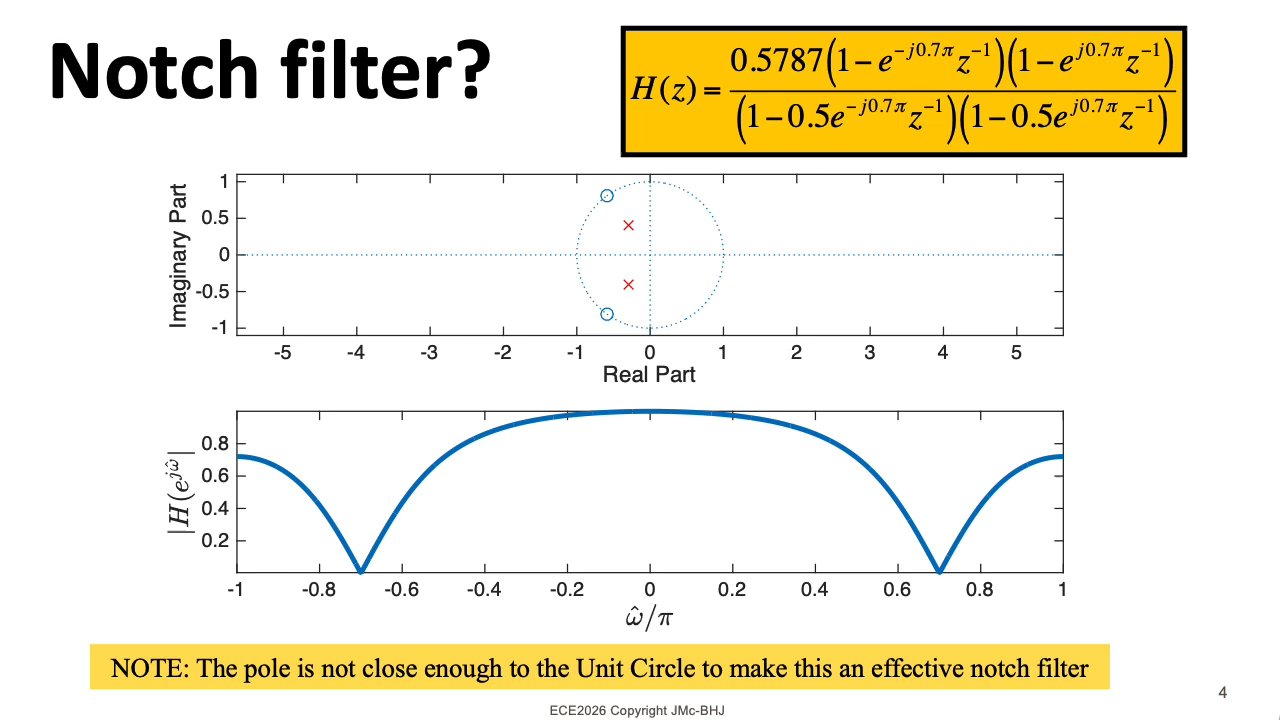 Notch filter?
H(z) = 0.5787(1 − e^{−j0.7π}z^{−1})(1 − e^{j0.7π}z^{−1}) / (1 − 0.5e^{−j0.7π}z^{−1})(1 − 0.5e^{j0.7π}z^{−1})
Imaginary Part
1
0.5
0
-0.5
-1
-5 -4 -3 -2 -1 0 1 2 3 4 5
Real Part
|H(e^{jω̂}|
0.8
0.6
0.4
0.2
-1 -0.8 -0.6 -0.4 -0.2 0 0.2 0.4 0.6 0.8 1
ω̂/π
NOTE: The pole is not close enough to the Unit Circle to make this an effective notch filter
4
ECE2026 Copyright JMc-BHJ